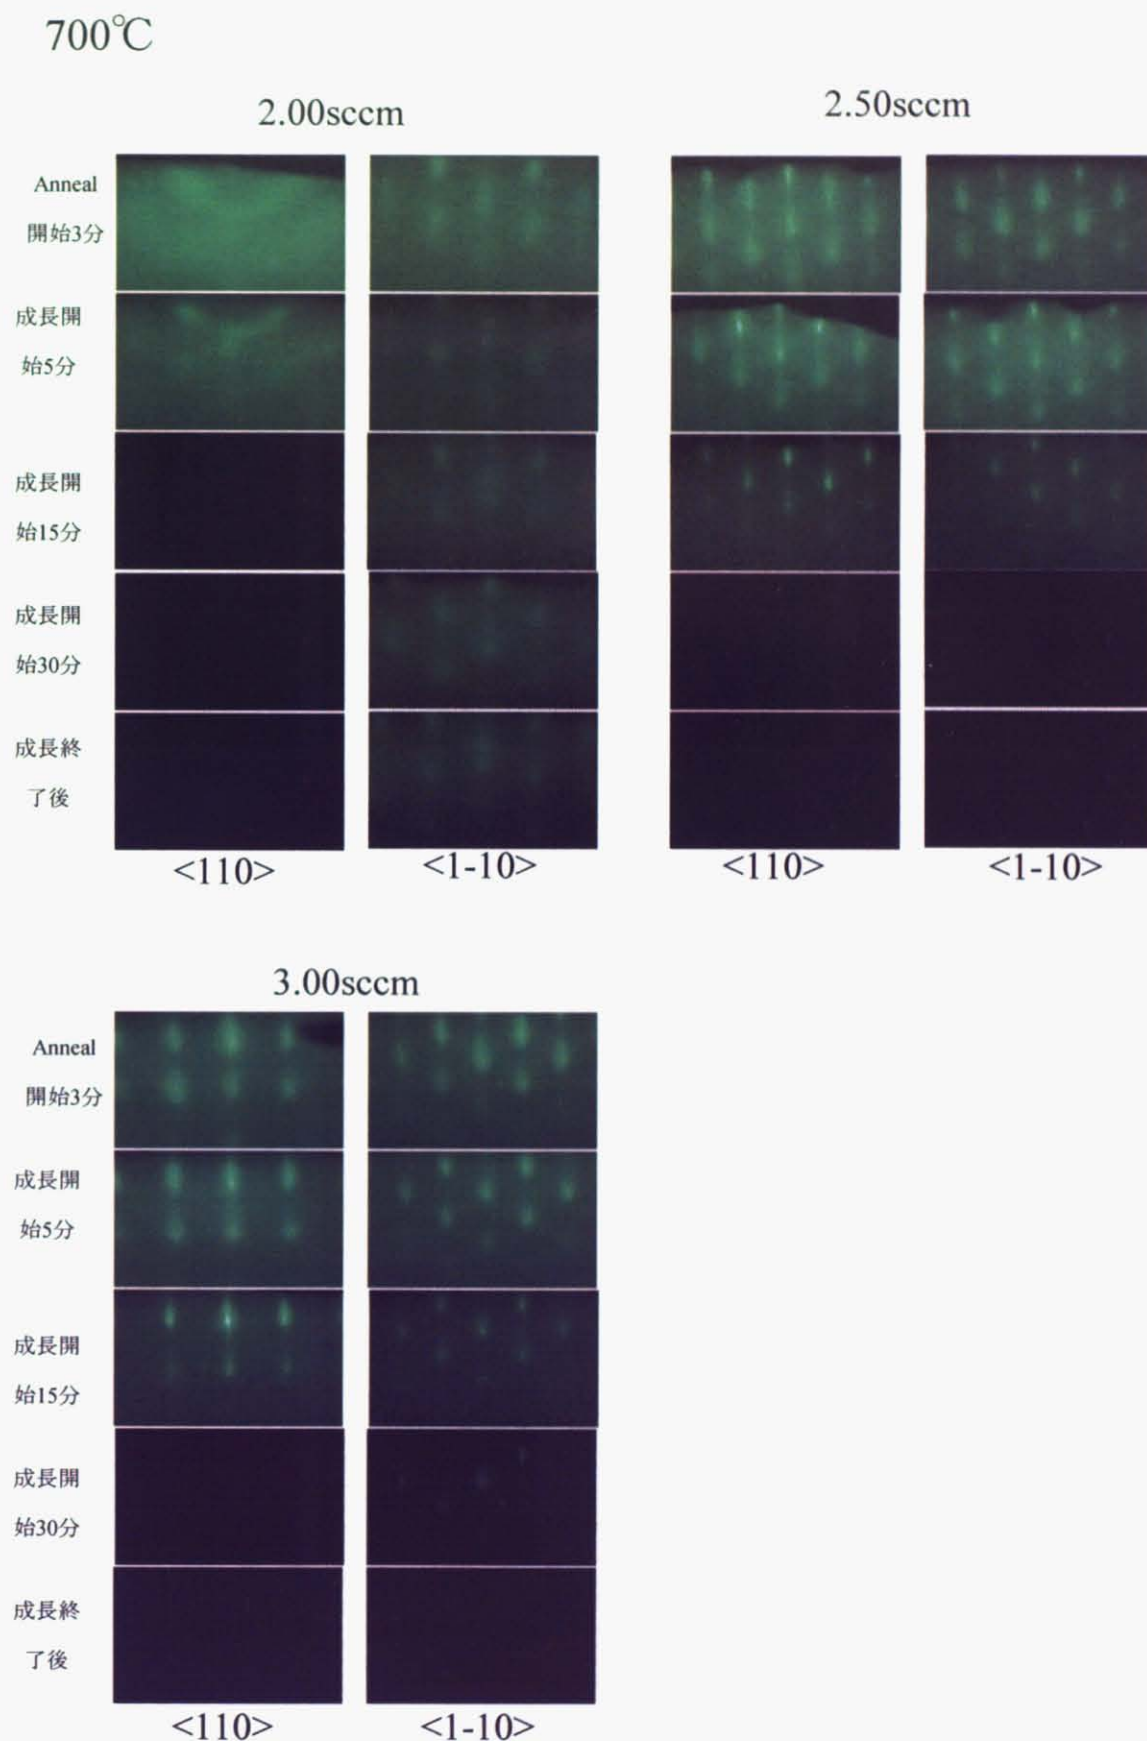 700℃
2.00sccm
2.50sccm
Anneal
開始3分
成長開
始5分
成長開
始15分
成長開
始30分
成長終
了後
<110>
<1-10>
<110>
<1-10>
3.00sccm
Anneal
開始3分
成長開
始5分
成長開
始15分
成長開
始30分
成長終
了後
<110>
<1-10>